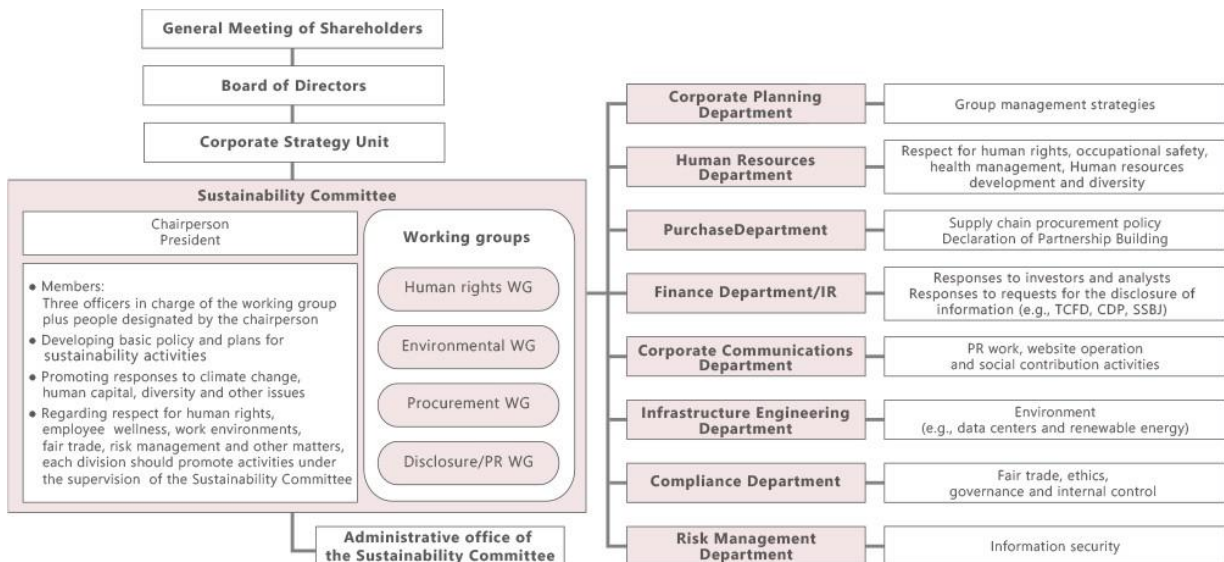 General Meeting of Shareholders
Board of Directors
Corporate Strategy Unit
Sustainability Committee
Chairperson
President
● Members:
Three officers in charge of the working group
plus people designated by the chairperson
● Developing basic policy and plans for
sustainability activities
● Promoting responses to climate change,
human capital, diversity and other issues
● Regarding respect for human rights,
employee wellness, work environments,
fair trade, risk management and other matters,
each division should promote activities under
the supervision of the Sustainability Committee
Working groups
Human rights WG
Environmental WG
Procurement WG
Disclosure/PR WG
Administrative office of
the Sustainability Committee
Corporate Planning
Department
Group management strategies
Human Resources
Department
Respect for human rights, occupational safety,
health management, Human resources
development and diversity
PurchaseDepartment
Supply chain procurement policy
Declaration of Partnership Building
Finance Department/IR
Responses to investors and analysts
Responses to requests for the disclosure of
information (e.g., TCFD, CDP, SSBJ)
Corporate Communications
Department
PR work, website operation
and social contribution activities
Infrastructure Engineering
Department
Environment
(e.g., data centers and renewable energy)
Compliance Department
Fair trade, ethics,
governance and internal control
Risk Management
Department
Information security